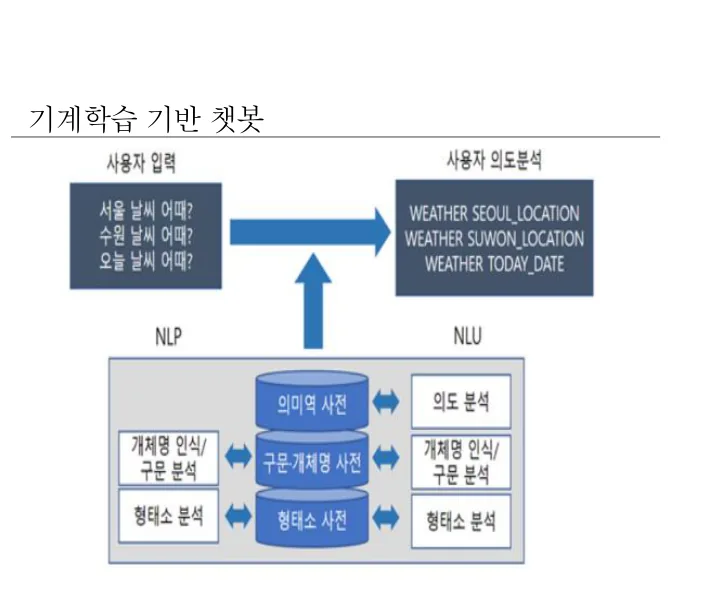 기계학습 기반 챗봇
사용자 입력
사용자 의도분석
서울 날씨 어때?
수원 날씨 어때?
오늘 날씨 어때?
WEATHER SEOUL_LOCATION
WEATHER SUWON_LOCATION
WEATHER TODAY_DATE
NLP
NLU
의미역 사전
의도 분석
개체명 인식/
구문 분석
구문·개체명 사전
개체명 인식/
구문 분석
형태소 분석
형태소 사전
형태소 분석